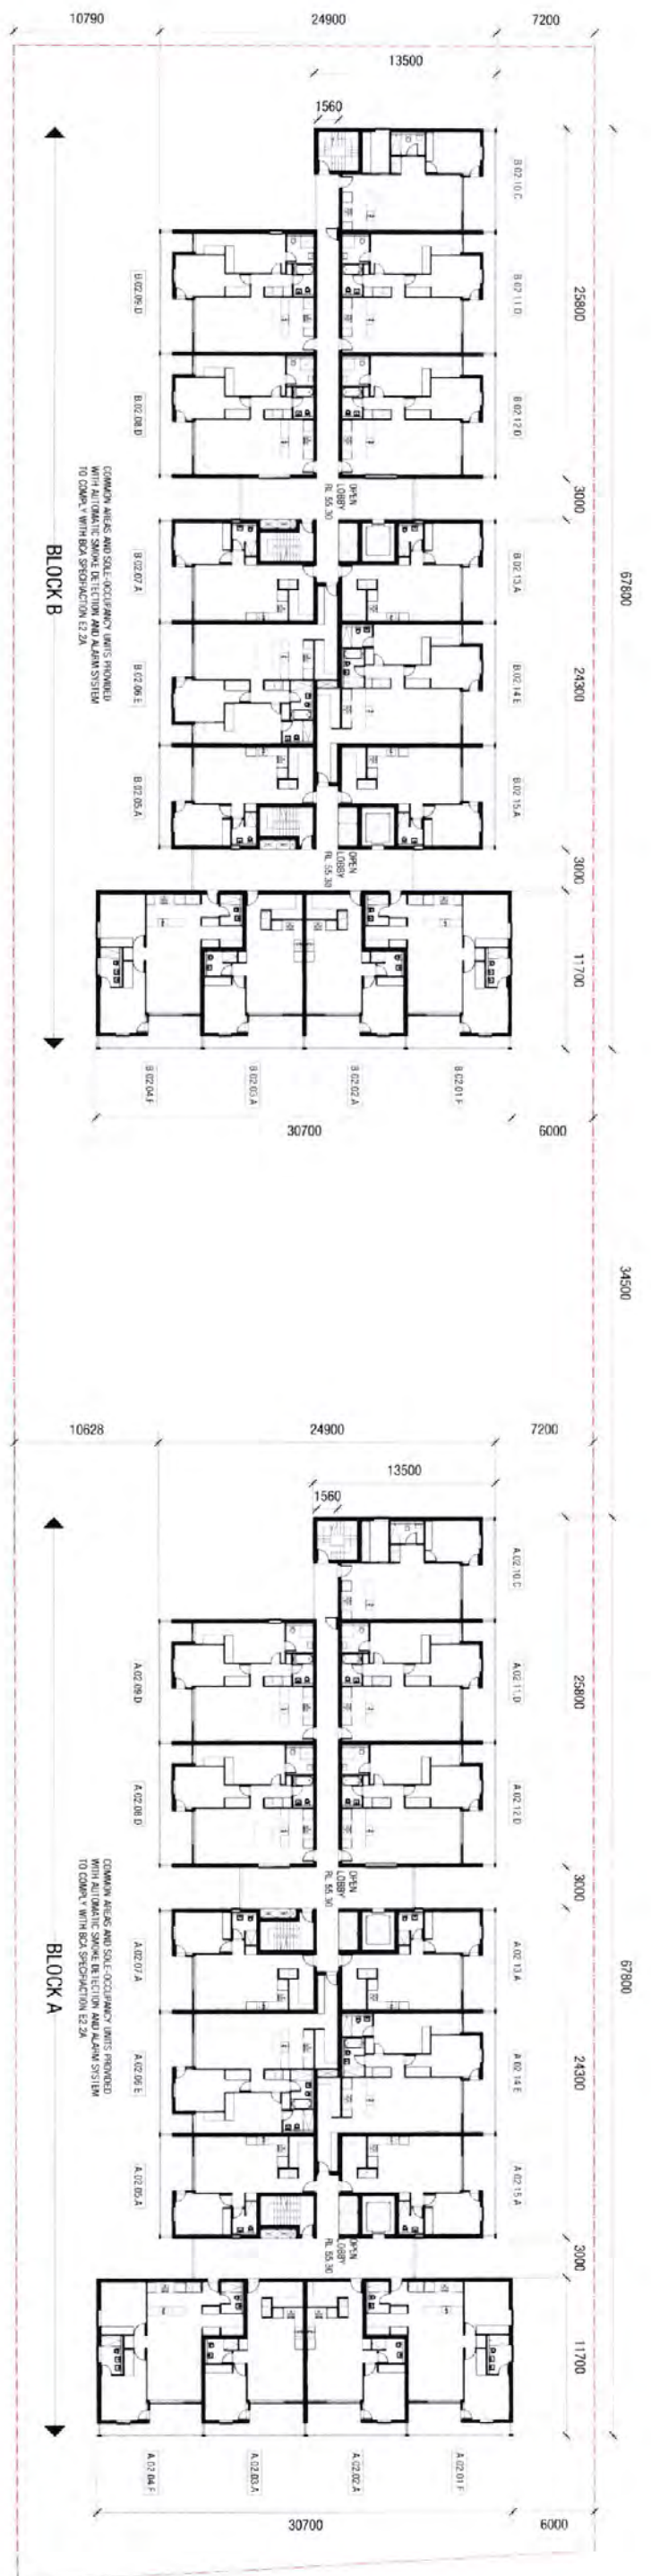 10790
24900
7200
13500
1560
B.02.10.C
B.02.09.D
B.02.11.D
25800
B.02.08.D
B.02.12.D
COMMON AREAS AND SOLE-OCCUPANCY UNITS PROVIDED
WITH AUTOMATIC SMOKE DETECTION AND ALARM SYSTEM
TO COMPLY WITH BCA SPECIFIACTION E2.2A
BLOCK B
OPEN
LOBBY
RL 55.30
3000
B.02.07.A
B.02.13.A
67800
B.02.06.E
B.02.14.E
24300
B.02.05.A
B.02.15.A
OPEN
LOBBY
RL 55.30
3000
11700
B.02.04.F
B.02.03.A
B.02.02.A
B.02.01.F
30700
6000
34500
10628
24900
7200
13500
1560
A.02.10.C
A.02.09.D
A.02.11.D
25800
A.02.08.D
A.02.12.D
COMMON AREAS AND SOLE-OCCUPANCY UNITS PROVIDED
WITH AUTOMATIC SMOKE DETECTION AND ALARM SYSTEM
TO COMPLY WITH BCA SPECIFIACTION E2.2A
BLOCK A
OPEN
LOBBY
RL 55.30
3000
A.02.07.A
A.02.13.A
67800
A.02.06.E
A.02.14.E
24300
A.02.05.A
A.02.15.A
OPEN
LOBBY
RL 55.30
3000
11700
A.02.04.F
A.02.03.A
A.02.02.A
A.02.01.F
30700
6000